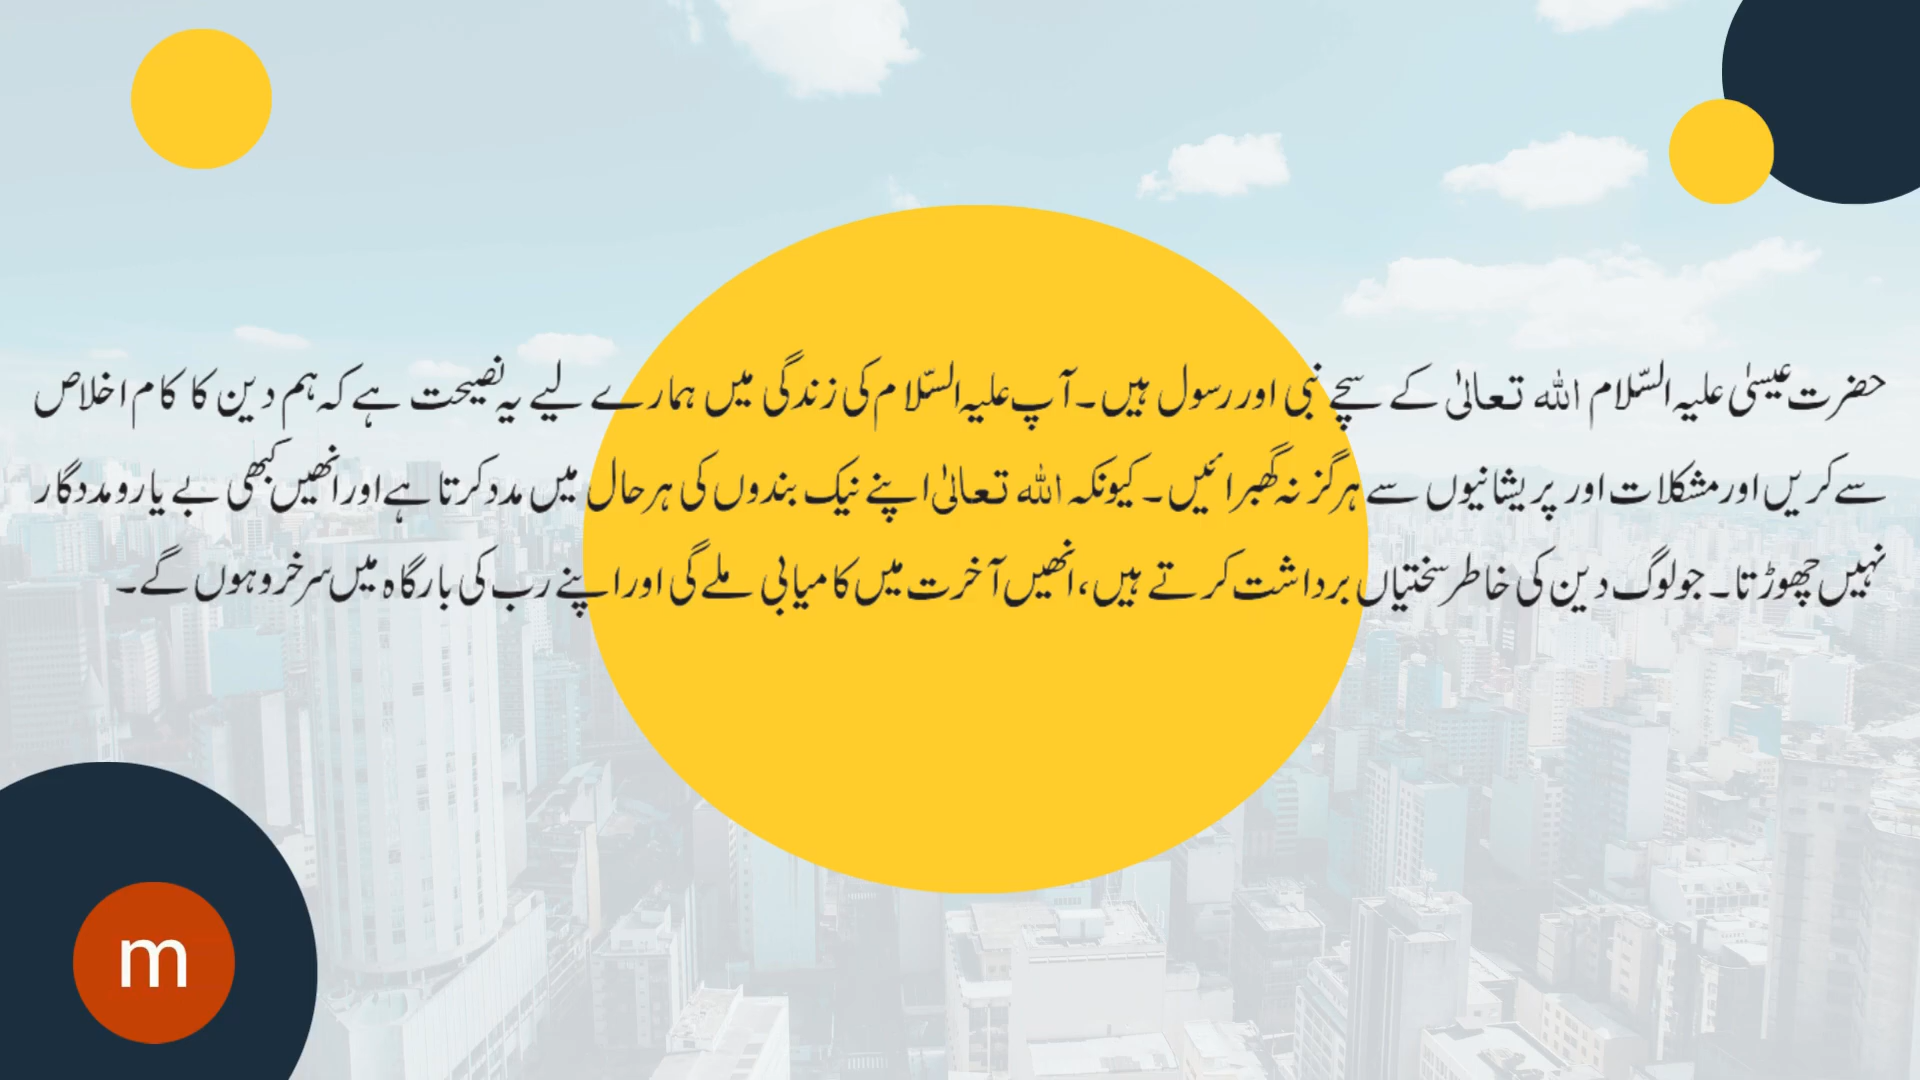 حضرت عیسیٰ علیہ السّلام اللہ تعالیٰ کے سچے نبی اور رسول ہیں۔ آپ علیہ السّلام کی زندگی میں ہمارے لیے یہ نصیحت ہے کہ ہم دین کا کام اخلاص
سے کریں اور مشکلات اور پریشانیوں سے ہرگز نہ گھبرائیں۔ کیونکہ اللہ تعالیٰ اپنے نیک بندوں کی ہر حال میں مدد کرتا ہے اور انھیں کبھی بے یار و مددگار
نہیں چھوڑتا۔ جو لوگ دین کی خاطر سختیاں برداشت کرتے ہیں، انھیں آخرت میں کامیابی ملے گی اور اپنے رب کی بارگاہ میں سرخرو ہوں گے۔
m